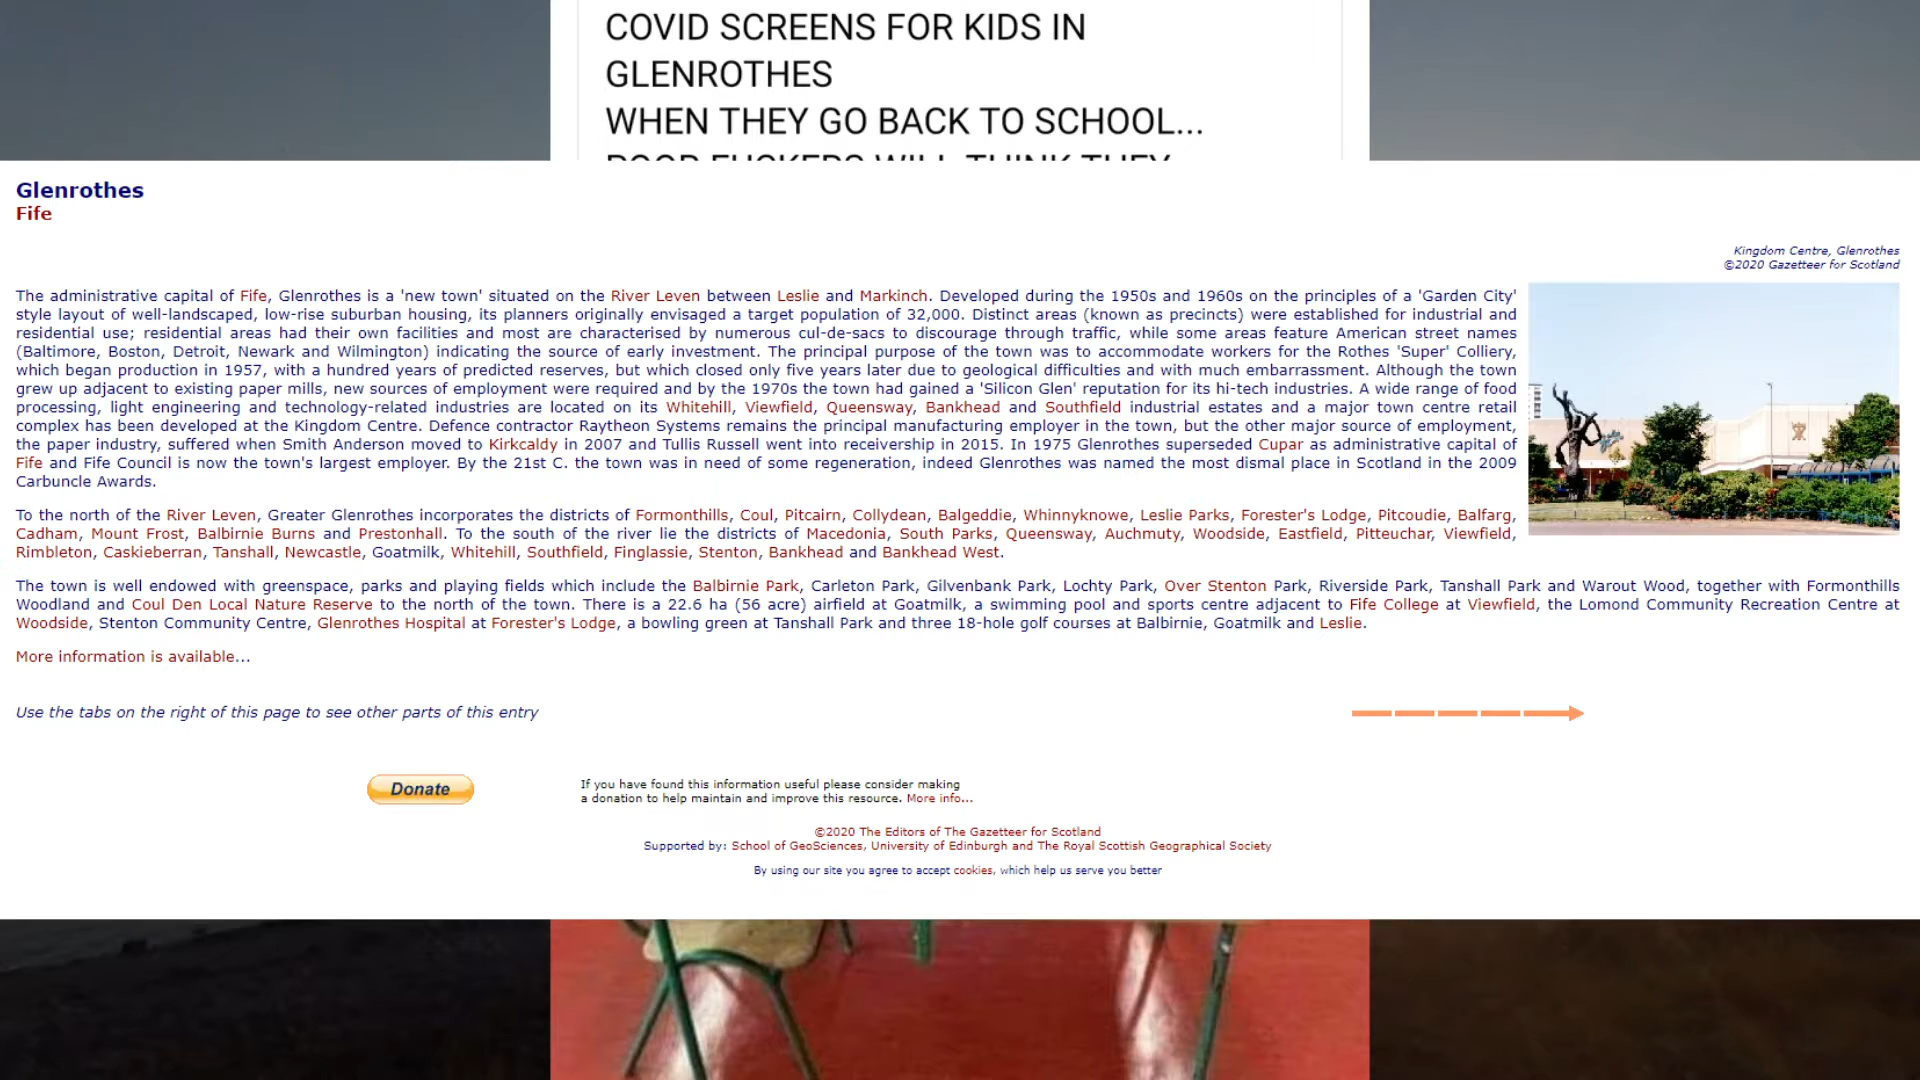 COVID SCREENS FOR KIDS IN
GLENROTHES
WHEN THEY GO BACK TO SCHOOL...
Glenrothes
Fife
Kingdom Centre, Glenrothes
©2020 Gazetteer for Scotland
The administrative capital of Fife, Glenrothes is a 'new town' situated on the River Leven between Leslie and Markinch. Developed during the 1950s and 1960s on the principles of a 'Garden City'
style layout of well-landscaped, low-rise suburban housing, its planners originally envisaged a target population of 32,000. Distinct areas (known as precincts) were established for industrial and
residential use; residential areas had their own facilities and most are characterised by numerous cul-de-sacs to discourage through traffic, while some areas feature American street names
(Baltimore, Boston, Detroit, Newark and Wilmington) indicating the source of early investment. The principal purpose of the town was to accommodate workers for the Rothes 'Super' Colliery,
which began production in 1957, with a hundred years of predicted reserves, but which closed only five years later due to geological difficulties and with much embarrassment. Although the town
grew up adjacent to existing paper mills, new sources of employment were required and by the 1970s the town had gained a 'Silicon Glen' reputation for its hi-tech industries. A wide range of food
processing, light engineering and technology-related industries are located on its Whitehill, Viewfield, Queensway, Bankhead and Southfield industrial estates and a major town centre retail
complex has been developed at the Kingdom Centre. Defence contractor Raytheon Systems remains the principal manufacturing employer in the town, but the other major source of employment,
the paper industry, suffered when Smith Anderson moved to Kirkcaldy in 2007 and Tullis Russell went into receivership in 2015. In 1975 Glenrothes superseded Cupar as administrative capital of
Fife and Fife Council is now the town's largest employer. By the 21st C. the town was in need of some regeneration, indeed Glenrothes was named the most dismal place in Scotland in the 2009
Carbuncle Awards.
To the north of the River Leven, Greater Glenrothes incorporates the districts of Formonthills, Coul, Pitcairn, Collydean, Balgeddie, Whinnyknowe, Leslie Parks, Forester's Lodge, Pitcoudie, Balfarg,
Cadham, Mount Frost, Balbirnie Burns and Prestonhall. To the south of the river lie the districts of Macedonia, South Parks, Queensway, Auchmuty, Woodside, Eastfield, Pitteuchar, Viewfield,
Rimbleton, Caskieberran, Tanshall, Newcastle, Goatmilk, Whitehill, Southfield, Finglassie, Stenton, Bankhead and Bankhead West.
The town is well endowed with greenspace, parks and playing fields which include the Balbirnie Park, Carleton Park, Gilvenbank Park, Lochty Park, Over Stenton Park, Riverside Park, Tanshall Park and Warout Wood, together with Formonthills
Woodland and Coul Den Local Nature Reserve to the north of the town. There is a 22.6 ha (56 acre) airfield at Goatmilk, a swimming pool and sports centre adjacent to Fife College at Viewfield, the Lomond Community Recreation Centre at
Woodside, Stenton Community Centre, Glenrothes Hospital at Forester's Lodge, a bowling green at Tanshall Park and three 18-hole golf courses at Balbirnie, Goatmilk and Leslie.
More information is available...
Use the tabs on the right of this page to see other parts of this entry
Donate
If you have found this information useful please consider making
a donation to help maintain and improve this resource. More info...
©2020 The Editors of The Gazetteer for Scotland
Supported by: School of GeoSciences, University of Edinburgh and The Royal Scottish Geographical Society
By using our site you agree to accept cookies, which help us serve you better